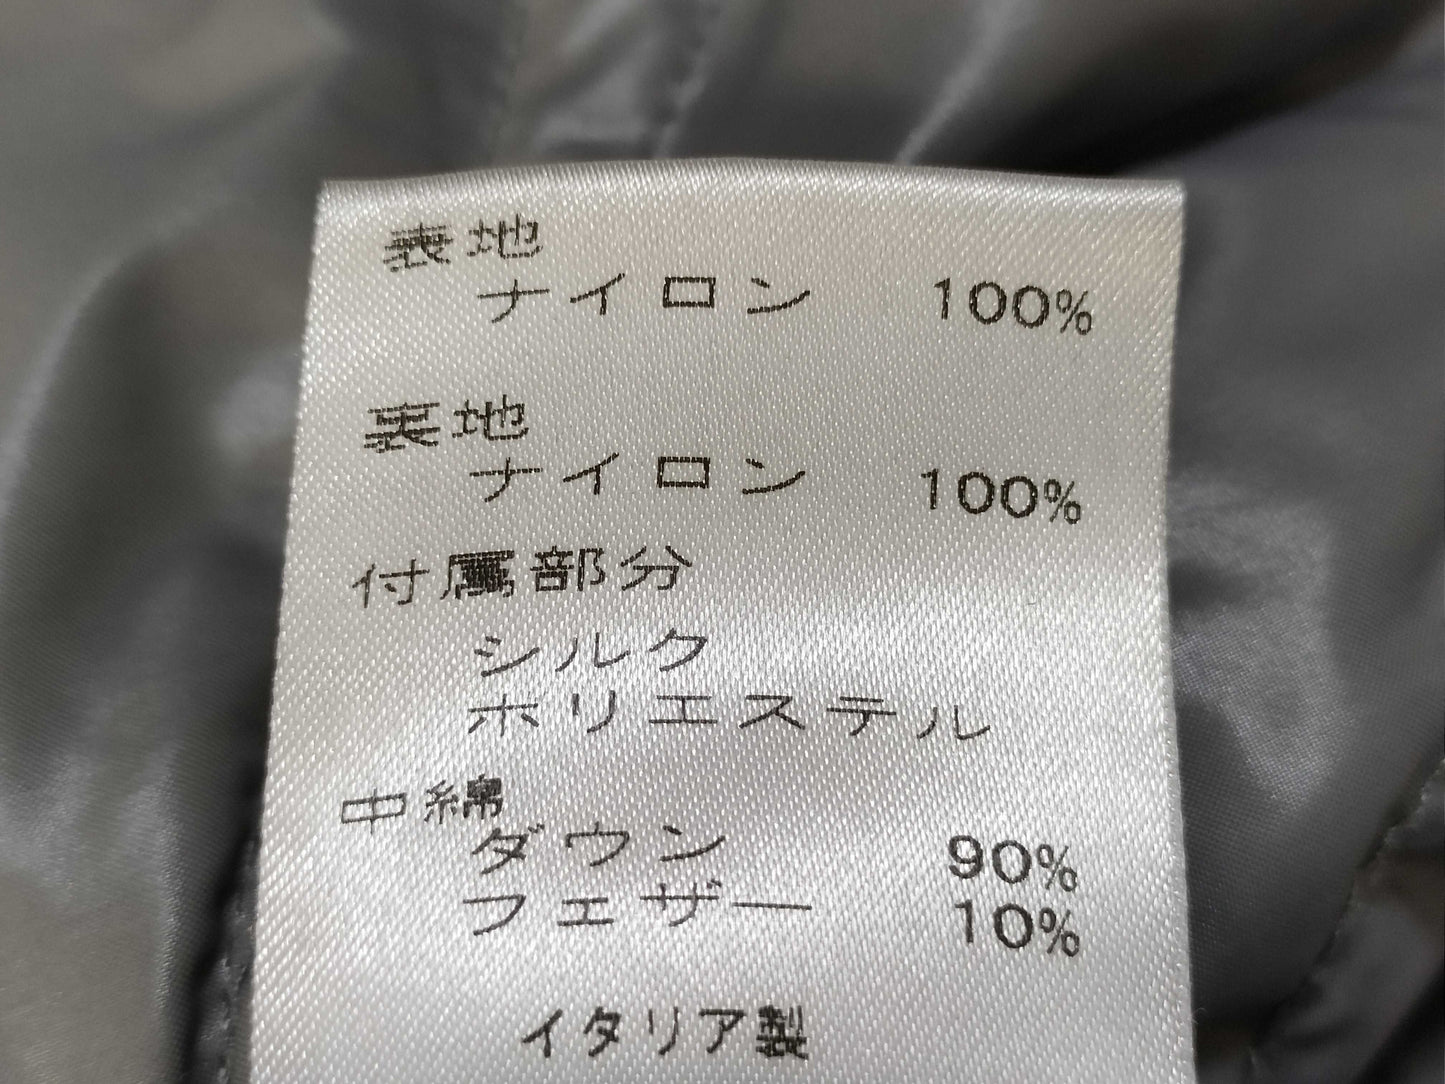 表地
ナイロン 100%
裏地
ナイロン 100%
付属部分
シルク
ポリエステル
中綿
ダウン 90%
フェザー 10%
イタリア製